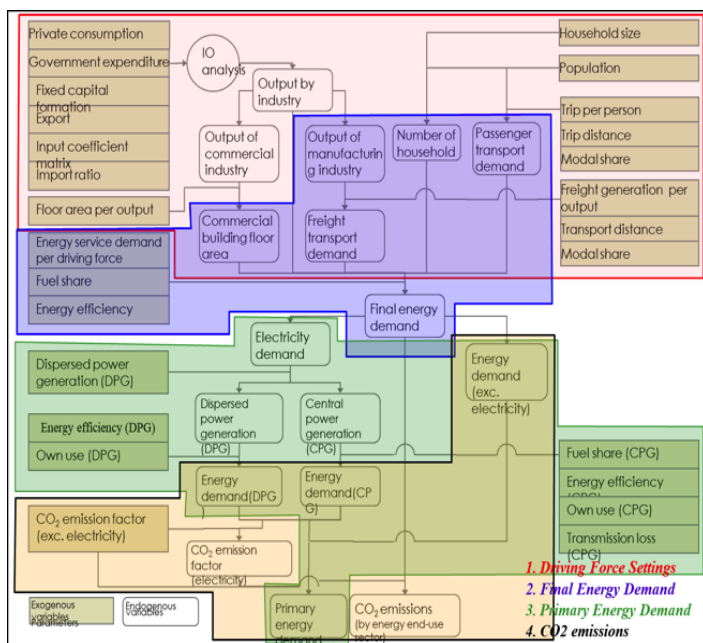 Private consumption
Government expenditure
Fixed capital
formation
Export
Input coefficient
matrix
Import ratio
Floor area per output
IO
analysis
Output by
industry
Household size
Population
Trip per person
Trip distance
Modal share
Output of
commercial
industry
Output of
manufacturin
g industry
Number of
household
Passenger
transport
demand
Freight generation per
output
Transport distance
Modal share
Commercial
building floor
area
Freight
transport
demand
Energy service demand
per driving force
Fuel share
Energy efficiency
Final energy
demand
Electricity
demand
Dispersed power
generation (DPG)
Energy
demand
(exc.
electricity)
Energy efficiency (DPG)
Own use (DPG)
Dispersed
power
generation
(DPG)
Central
power
generation
(CPG)
Fuel share (CPG)
Energy efficiency
(CPG)
Own use (CPG)
Transmission loss
(CPG)
Energy
demand(DPG
)
Energy
demand(CP
G)
CO2 emission factor
(exc. electricity)
CO2 emission
factor
(electricity)
Exogenous
variables
Parameters
Endogenous
variables
Primary
energy
demand
CO2 emissions
(by energy end-use
sector)
1. Driving Force Settings
2. Final Energy Demand
3. Primary Energy Demand
4. CO2 emissions